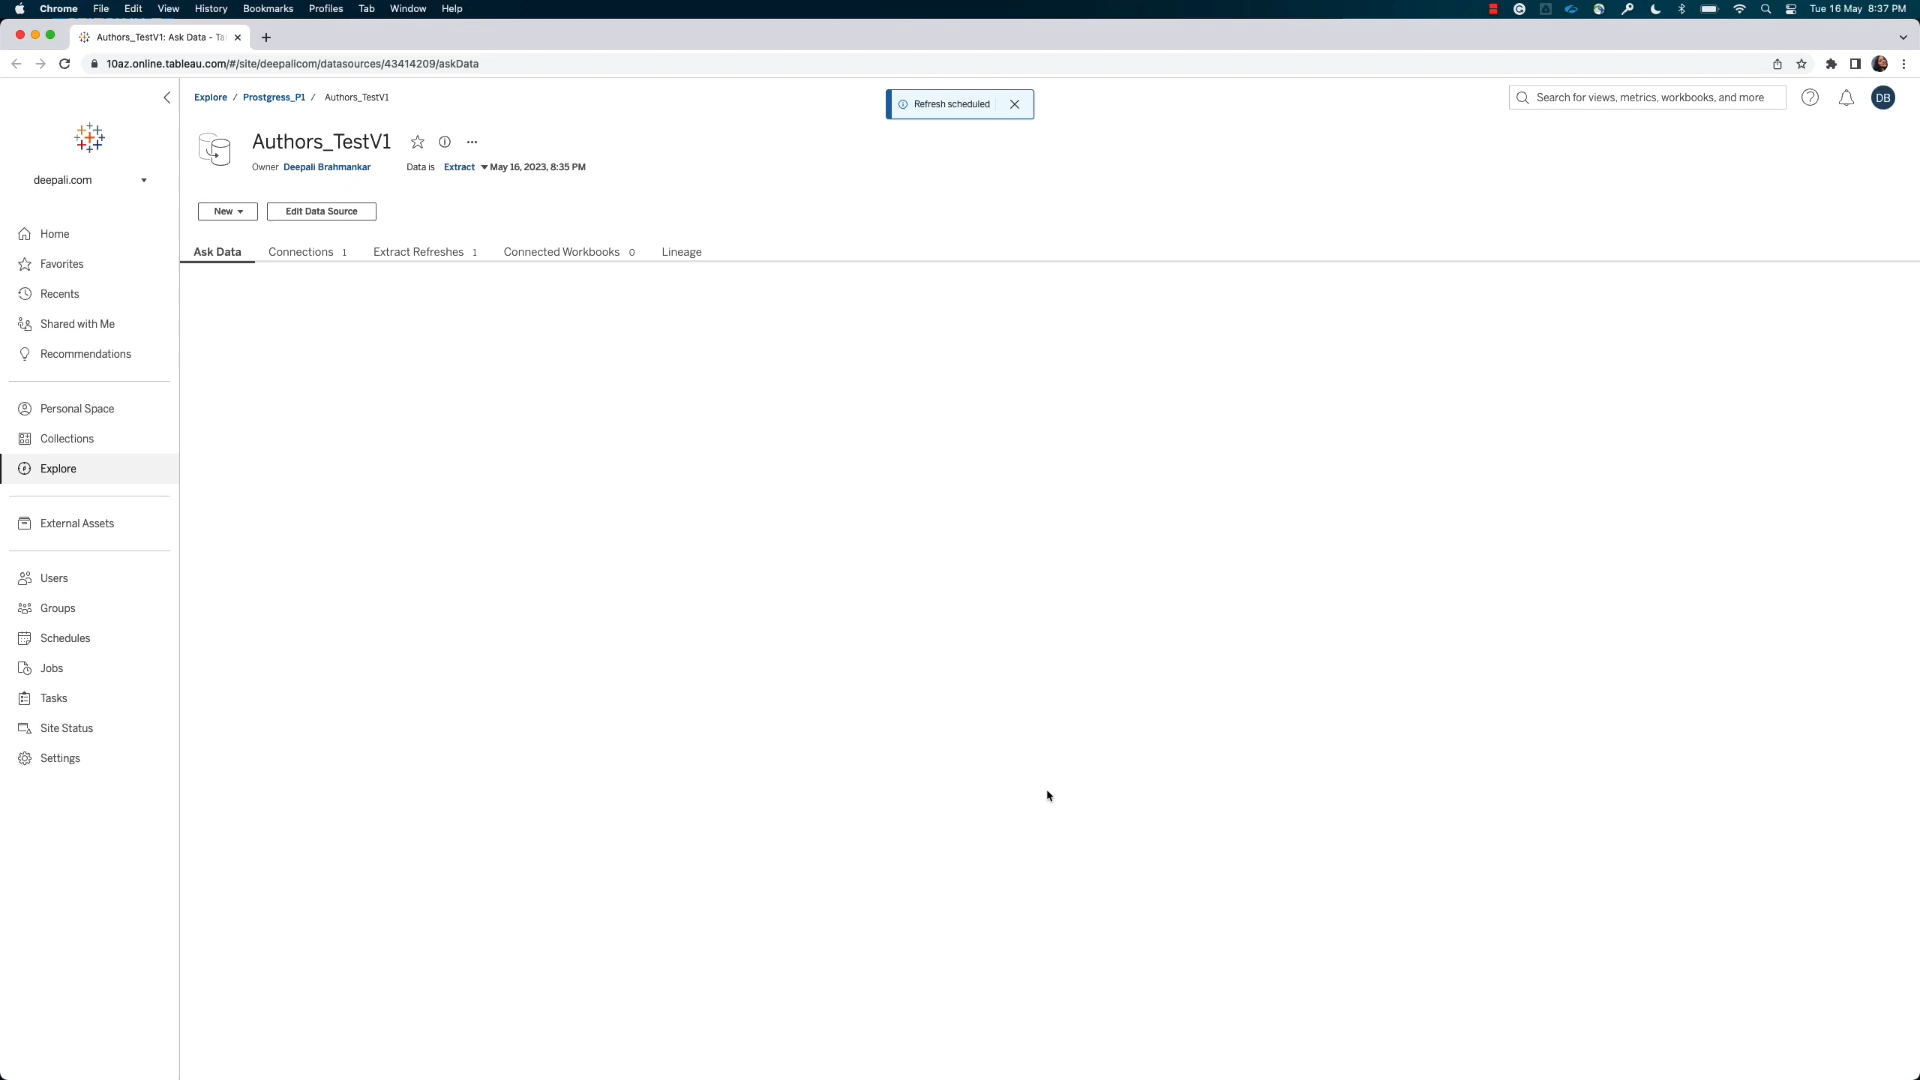 Chrome File Edit View History Bookmarks Profiles Tab Window Help Tue 16 May 8:37 PM
Authors_TestV1: Ask Data - Ta
10az.online.tableau.com/#/site/deepalicom/datasources/43414209/askData
Explore / Prostgress_P1 / Authors_TestV1
Refresh scheduled
Search for views, metrics, workbooks, and more
DB
Authors_TestV1
Owner Deepali Brahmankar Data is Extract May 16, 2023, 8:35 PM
deepali.com
New Edit Data Source
Ask Data Connections 1 Extract Refreshes 1 Connected Workbooks 0 Lineage
Home
Favorites
Recents
Shared with Me
Recommendations
Personal Space
Collections
Explore
External Assets
Users
Groups
Schedules
Jobs
Tasks
Site Status
Settings